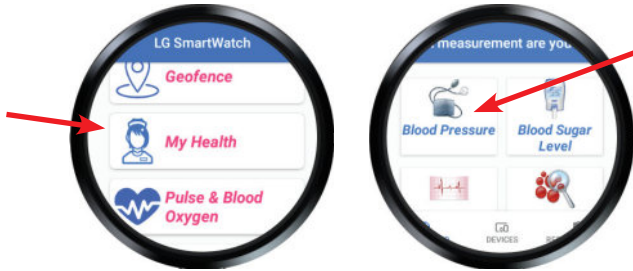 LG SmartWatch
Geofence
My Health
Pulse & Blood
Oxygen
measurement are you
Blood Pressure
Blood Sugar
Level
DEVICES